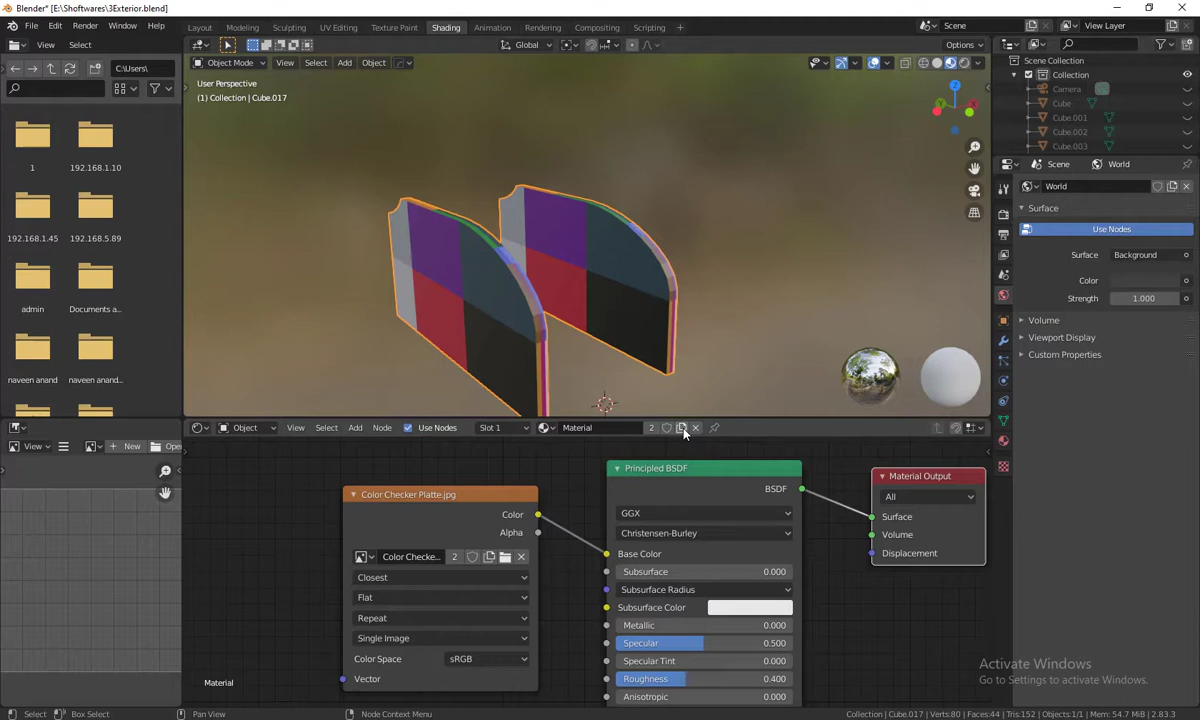 Blender* [E:\Shoftwares\3Exterior.blend]
File Edit Render Window Help
Layout Modeling Sculpting UV Editing Texture Paint Shading Animation Rendering Compositing Scripting
Scene View Layer
View Select
Global Options
Object Mode View Select Add Object
C:\Users\
User Perspective
(1) Collection | Cube.017
Z
Y
X
1
192.168.1.10
192.168.1.45
192.168.5.89
admin
Documents a...
naveen anand
naveen anand...
Scene Collection
Collection
Camera
Cube
Cube.001
Cube.002
Cube.003
Scene World
World
Surface
Use Nodes
Surface Background
Color
Strength 1.000
Volume
Viewport Display
Custom Properties
View New Open
Object View Select Add Node Use Nodes Slot 1 Material 2
Color Checker Platte.jpg
Color
Alpha
Color Checke... 2
Closest
Flat
Repeat
Single Image
Color Space sRGB
Vector
Principled BSDF
BSDF
GGX
Christensen-Burley
Base Color
Subsurface 0.000
Subsurface Radius
Subsurface Color
Metallic 0.000
Specular 0.500
Specular Tint 0.000
Roughness 0.400
Anisotropic 0.000
Material Output
All
Surface
Volume
Displacement
Material
Activate Windows
Go to Settings to activate Windows.
Select Box Select Pan View Node Context Menu Collection | Cube.017 | Verts:80 | Faces:44 | Tris:152 | Objects:1/1 | Mem: 54.7 MiB | 2.83.3